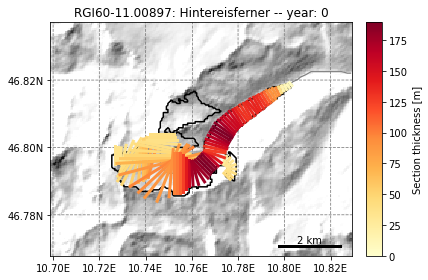 RGI60-11.00897: Hintereisferner -- year: 0
46.82N
46.80N
46.78N
10.70E
10.72E
10.74E
10.76E
10.78E
10.80E
10.82E
2 km
175
150
125
100
75
50
25
0
Section thickness [m]